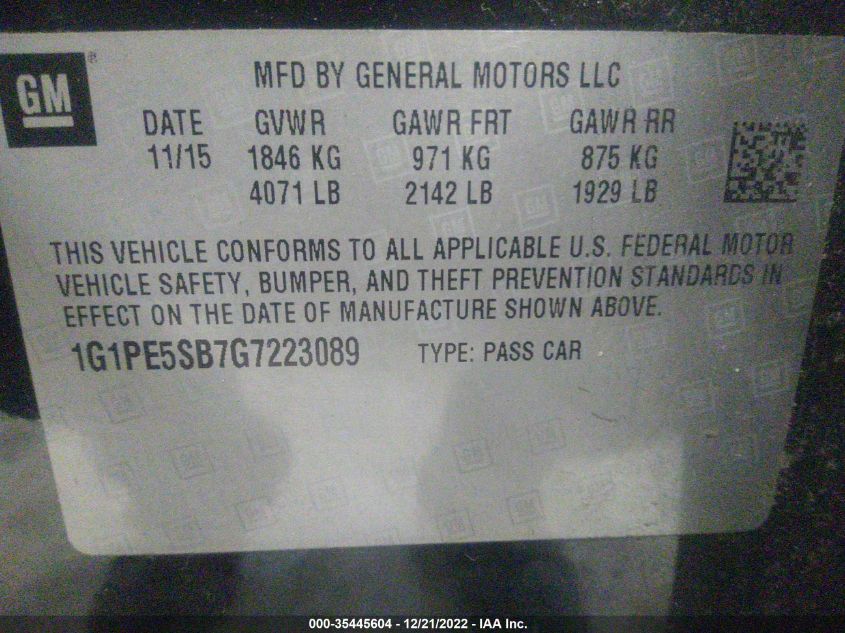 GM
MFD BY GENERAL MOTORS LLC
DATE GVWR GAWR FRT GAWR RR
11/15 1846 KG 971 KG 875 KG
4071 LB 2142 LB 1929 LB
THIS VEHICLE CONFORMS TO ALL APPLICABLE U.S. FEDERAL MOTOR
VEHICLE SAFETY, BUMPER, AND THEFT PREVENTION STANDARDS IN
EFFECT ON THE DATE OF MANUFACTURE SHOWN ABOVE.
1G1PE5SB7G7223089 TYPE: PASS CAR
000-35445604 - 12/21/2022 - IAA Inc.